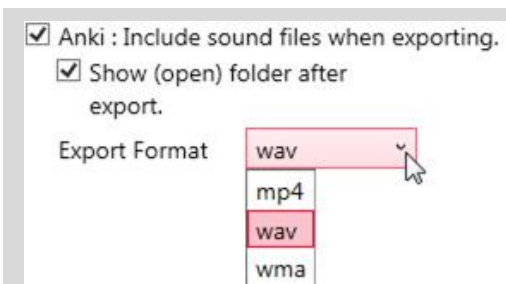 Anki : Include sound files when exporting.
Show (open) folder after
export.
Export Format wav
mp4
wav
wma